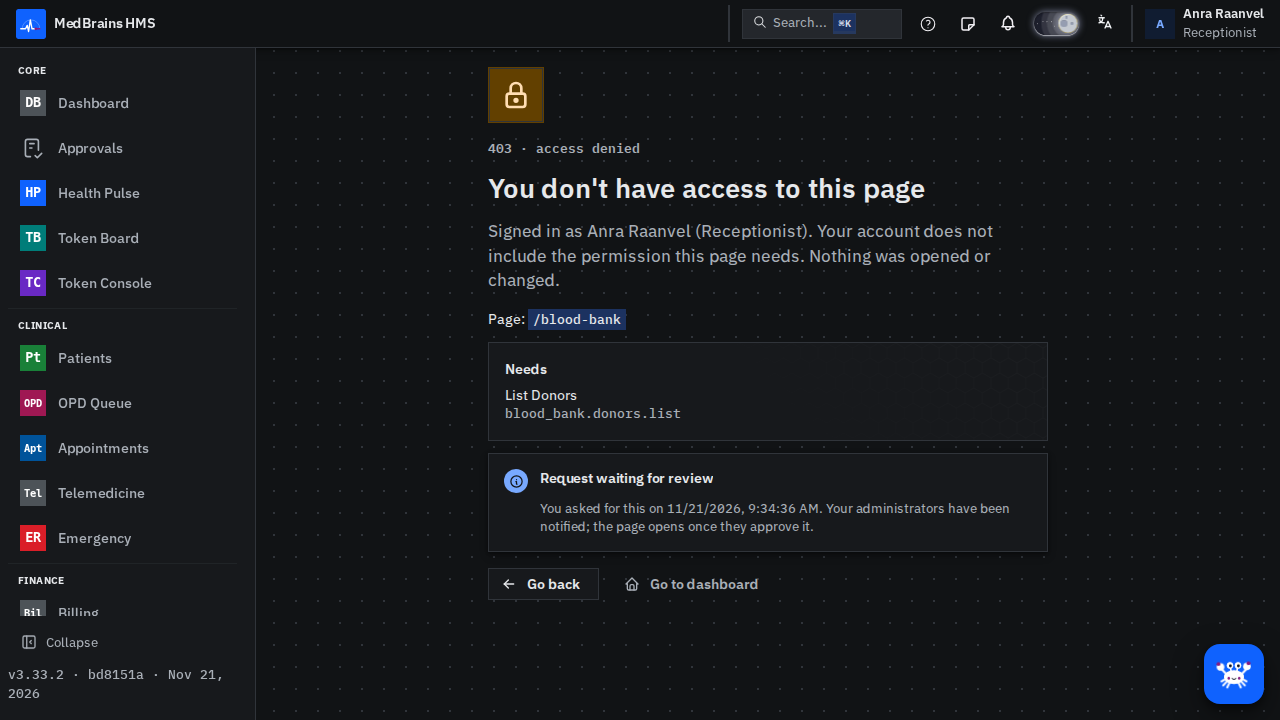 MedBrains HMS
Search... ⌘K
A
Anra Raanvel
Receptionist
CORE
DB Dashboard
Approvals
HP Health Pulse
TB Token Board
TC Token Console
CLINICAL
Pt Patients
OPD OPD Queue
Apt Appointments
Tel Telemedicine
ER Emergency
FINANCE
Bil Billing
Collapse
v3.33.2 · bd8151a · Nov 21,
2026
403 · access denied
You don't have access to this page
Signed in as Anra Raanvel (Receptionist). Your account does not
include the permission this page needs. Nothing was opened or
changed.
Page: /blood-bank
Needs
List Donors
blood_bank.donors.list
Request waiting for review
You asked for this on 11/21/2026, 9:34:36 AM. Your administrators have been
notified; the page opens once they approve it.
Go back
Go to dashboard